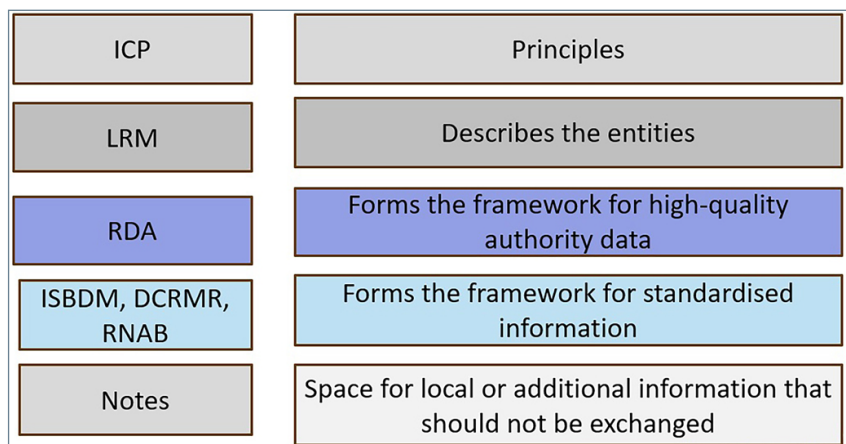 ICP
Principles
LRM
Describes the entities
RDA
Forms the framework for high-quality
authority data
ISBDM, DCRMR,
RNAB
Forms the framework for standardised
information
Notes
Space for local or additional information that
should not be exchanged